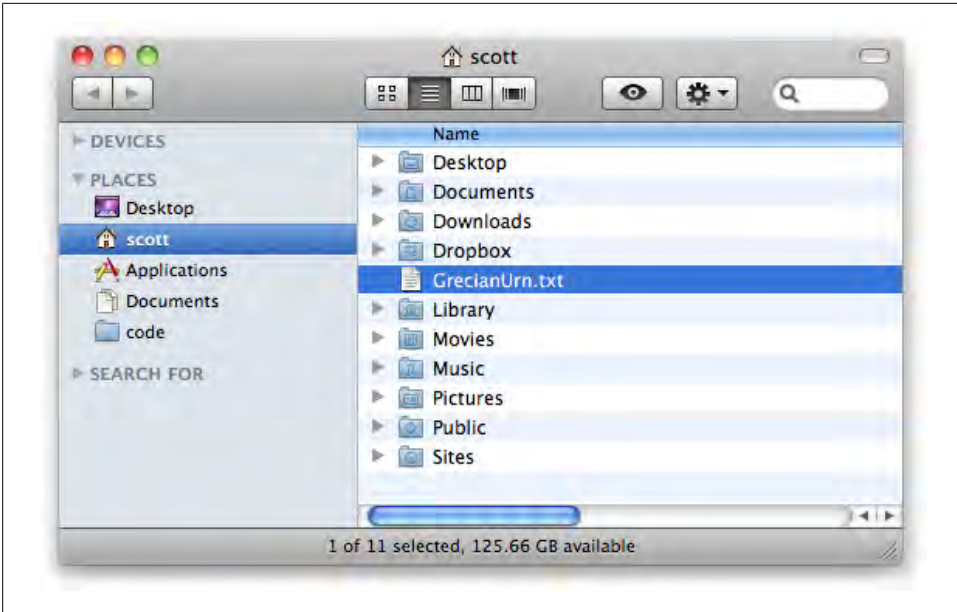 scott
DEVICES
PLACES
Desktop
scott
Applications
Documents
code
SEARCH FOR
Name
Desktop
Documents
Downloads
Dropbox
GrecianUrn.txt
Library
Movies
Music
Pictures
Public
Sites
1 of 11 selected, 125.66 GB available